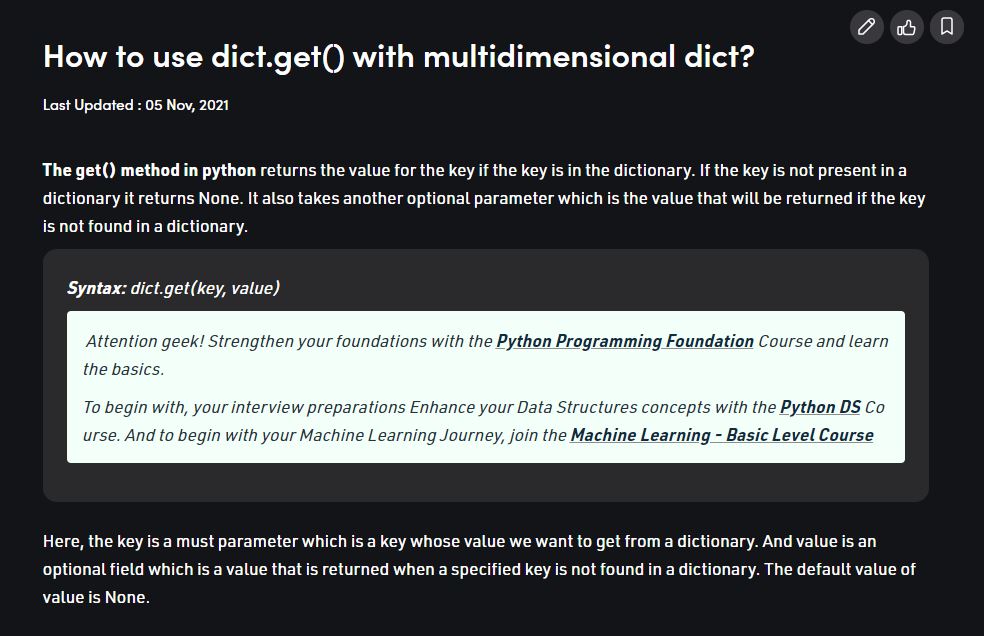 How to use dict.get() with multidimensional dict?
Last Updated : 05 Nov, 2021
The get() method in python returns the value for the key if the key is in the dictionary. If the key is not present in a
dictionary it returns None. It also takes another optional parameter which is the value that will be returned if the key
is not found in a dictionary.
Syntax: dict.get(key, value)
Attention geek! Strengthen your foundations with the Python Programming Foundation Course and learn
the basics.
To begin with, your interview preparations Enhance your Data Structures concepts with the Python DS Co
urse. And to begin with your Machine Learning Journey, join the Machine Learning - Basic Level Course
Here, the key is a must parameter which is a key whose value we want to get from a dictionary. And value is an
optional field which is a value that is returned when a specified key is not found in a dictionary. The default value of
value is None.